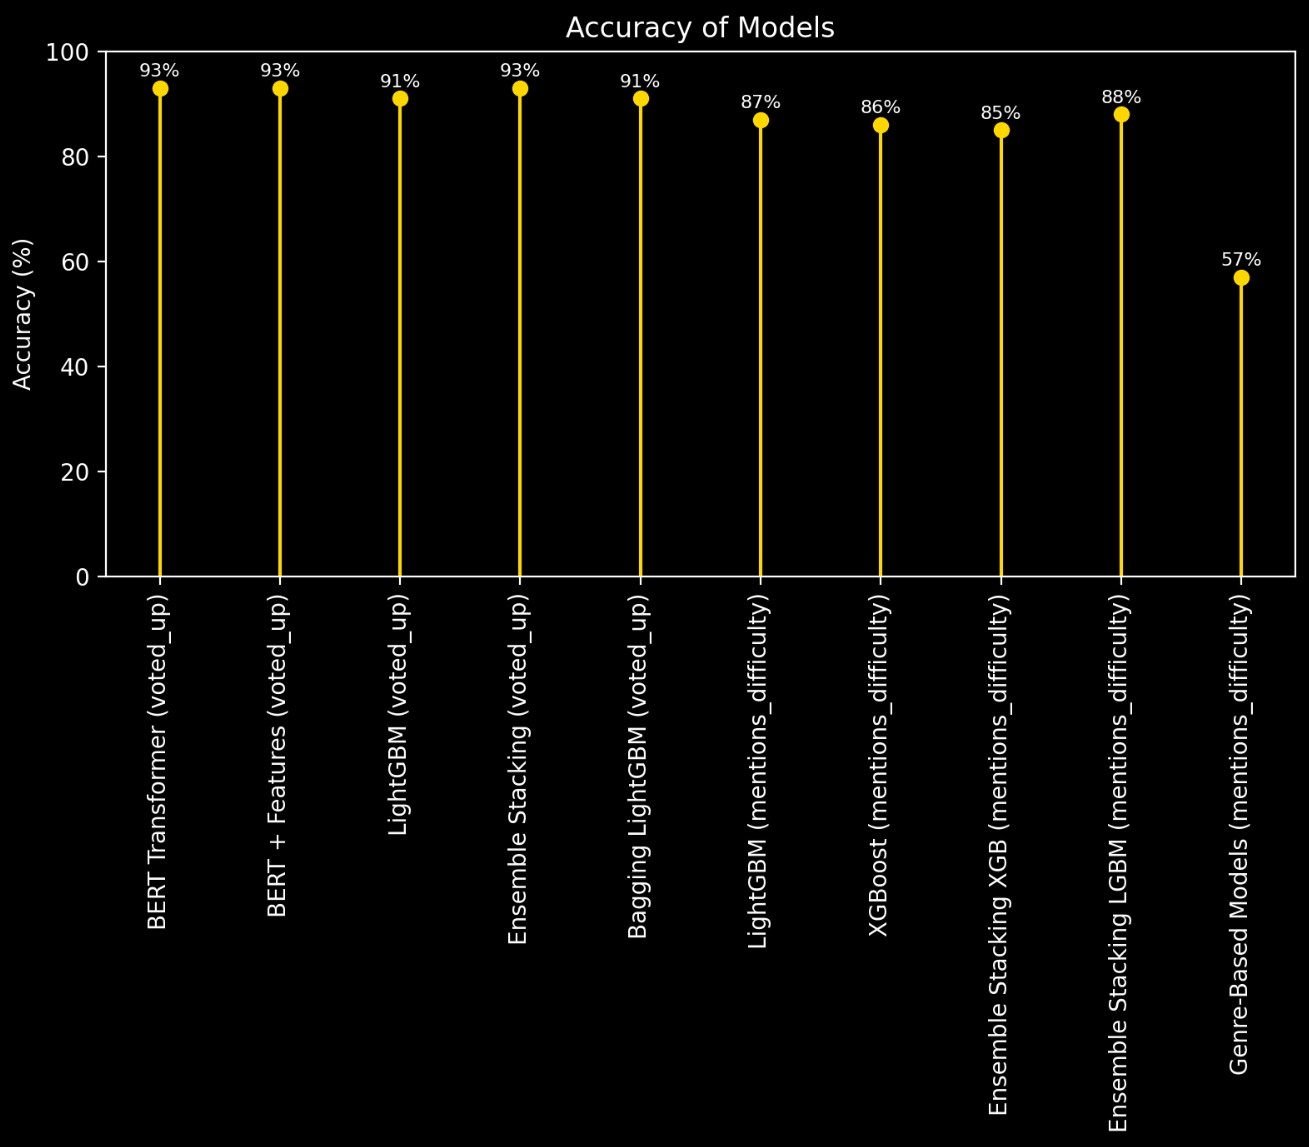 Accuracy of Models
Accuracy (%)
100
80
60
40
20
0
93%
93%
91%
93%
91%
87%
86%
85%
88%
57%
BERT Transformer (voted_up)
BERT + Features (voted_up)
LightGBM (voted_up)
Ensemble Stacking (voted_up)
Bagging LightGBM (voted_up)
LightGBM (mentions_difficulty)
XGBoost (mentions_difficulty)
Ensemble Stacking XGB (mentions_difficulty)
Ensemble Stacking LGBM (mentions_difficulty)
Genre-Based Models (mentions_difficulty)